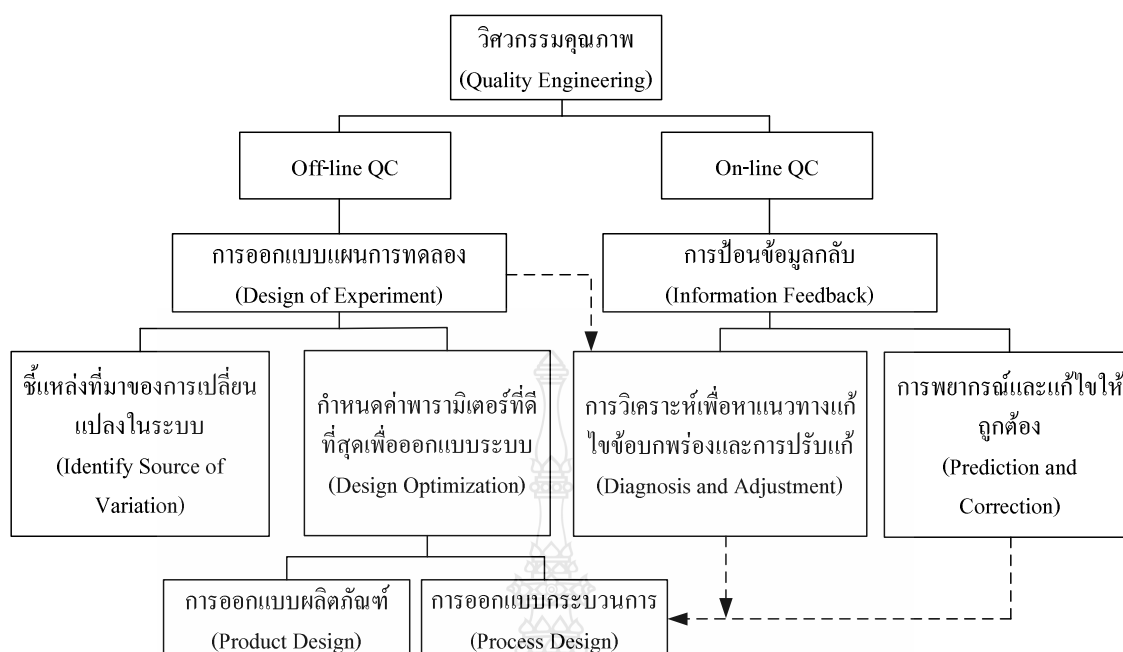 วิศวกรรมคุณภาพ
(Quality Engineering)
Off-line QC
On-line QC
การออกแบบแผนการทดลอง
(Design of Experiment)
การป้อนข้อมูลกลับ
(Information Feedback)
ชี้แหล่งที่มาของการเปลี่ยน
แปลงในระบบ
(Identify Source of
Variation)
กำหนดค่าพารามิเตอร์ที่ดี
ที่สุดเพื่อออกแบบระบบ
(Design Optimization)
การวิเคราะห์เพื่อหาแนวทางแก้
ไขข้อบกพร่องและการปรับแก้
(Diagnosis and Adjustment)
การพยากรณ์และแก้ไขให้
ถูกต้อง
(Prediction and
Correction)
การออกแบบผลิตภัณฑ์
(Product Design)
การออกแบบกระบวนการ
(Process Design)